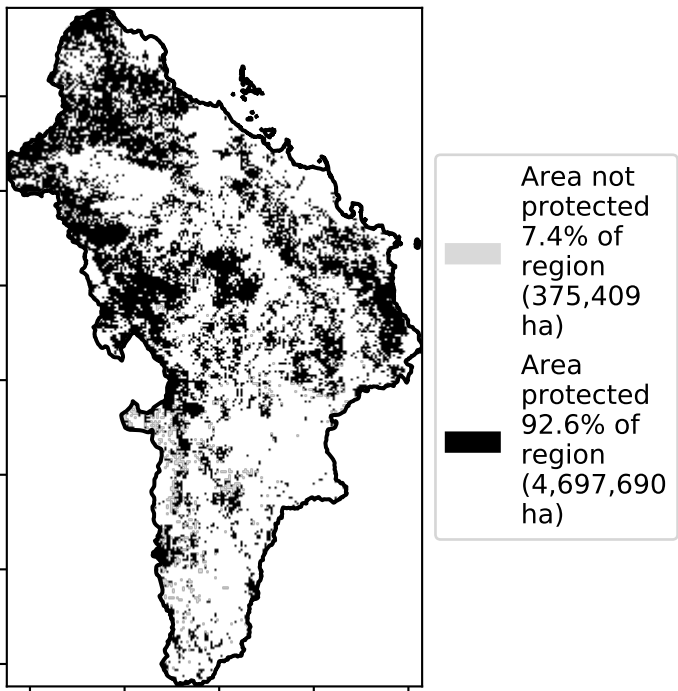 Area not
protected
7.4% of
region
(375,409
ha)
Area
protected
92.6% of
region
(4,697,690
ha)